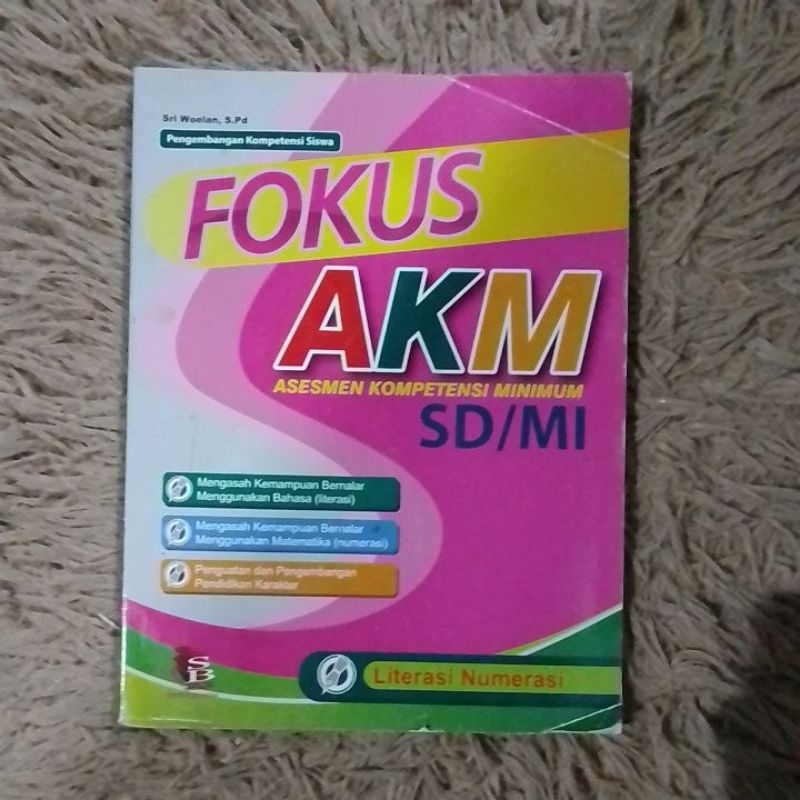 Sri Woelan, S.Pd
Pengembangan Kompetensi Siswa
FOKUS
AKM
ASESMEN KOMPETENSI MINIMUM
SD/MI
Mengasah Kemampuan Bernalar
Menggunakan Bahasa (literasi)
Mengasah Kemampuan Bernalar
Menggunakan Matematika (numerasi)
Penguatan dan Pengembangan
Pendidikan Karakter
SB
Literasi Numerasi